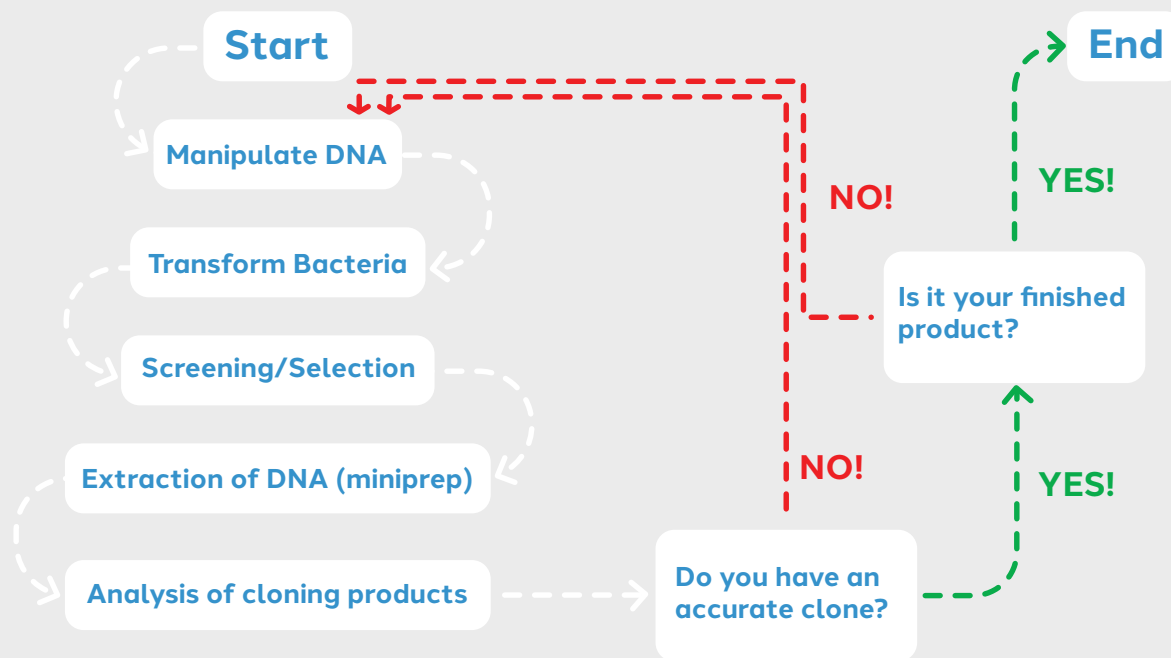 Start
Manipulate DNA
Transform Bacteria
Screening/Selection
Extraction of DNA (miniprep)
Analysis of cloning products
Do you have an
accurate clone?
NO!
YES!
Is it your finished
product?
NO!
YES!
End